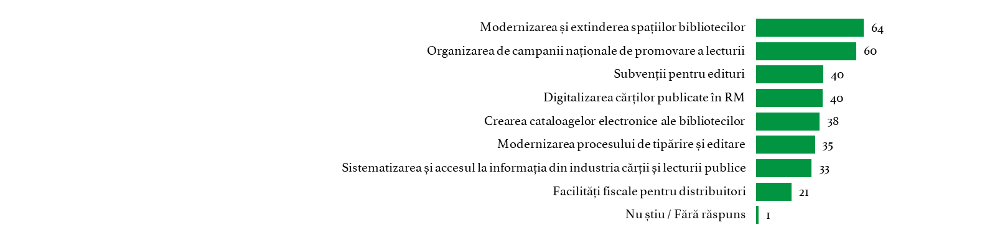 Modernizarea și extinderea spațiilor bibliotecilor 64
Organizarea de campanii naționale de promovare a lecturii 60
Subvenții pentru edituri 40
Digitalizarea cărților publicate în RM 40
Crearea cataloagelor electronice ale bibliotecilor 38
Modernizarea procesului de tipărire și editare 35
Sistematizarea și accesul la informația din industria cărții și lecturii publice 33
Facilități fiscale pentru distribuitori 21
Nu știu / Fără răspuns 1